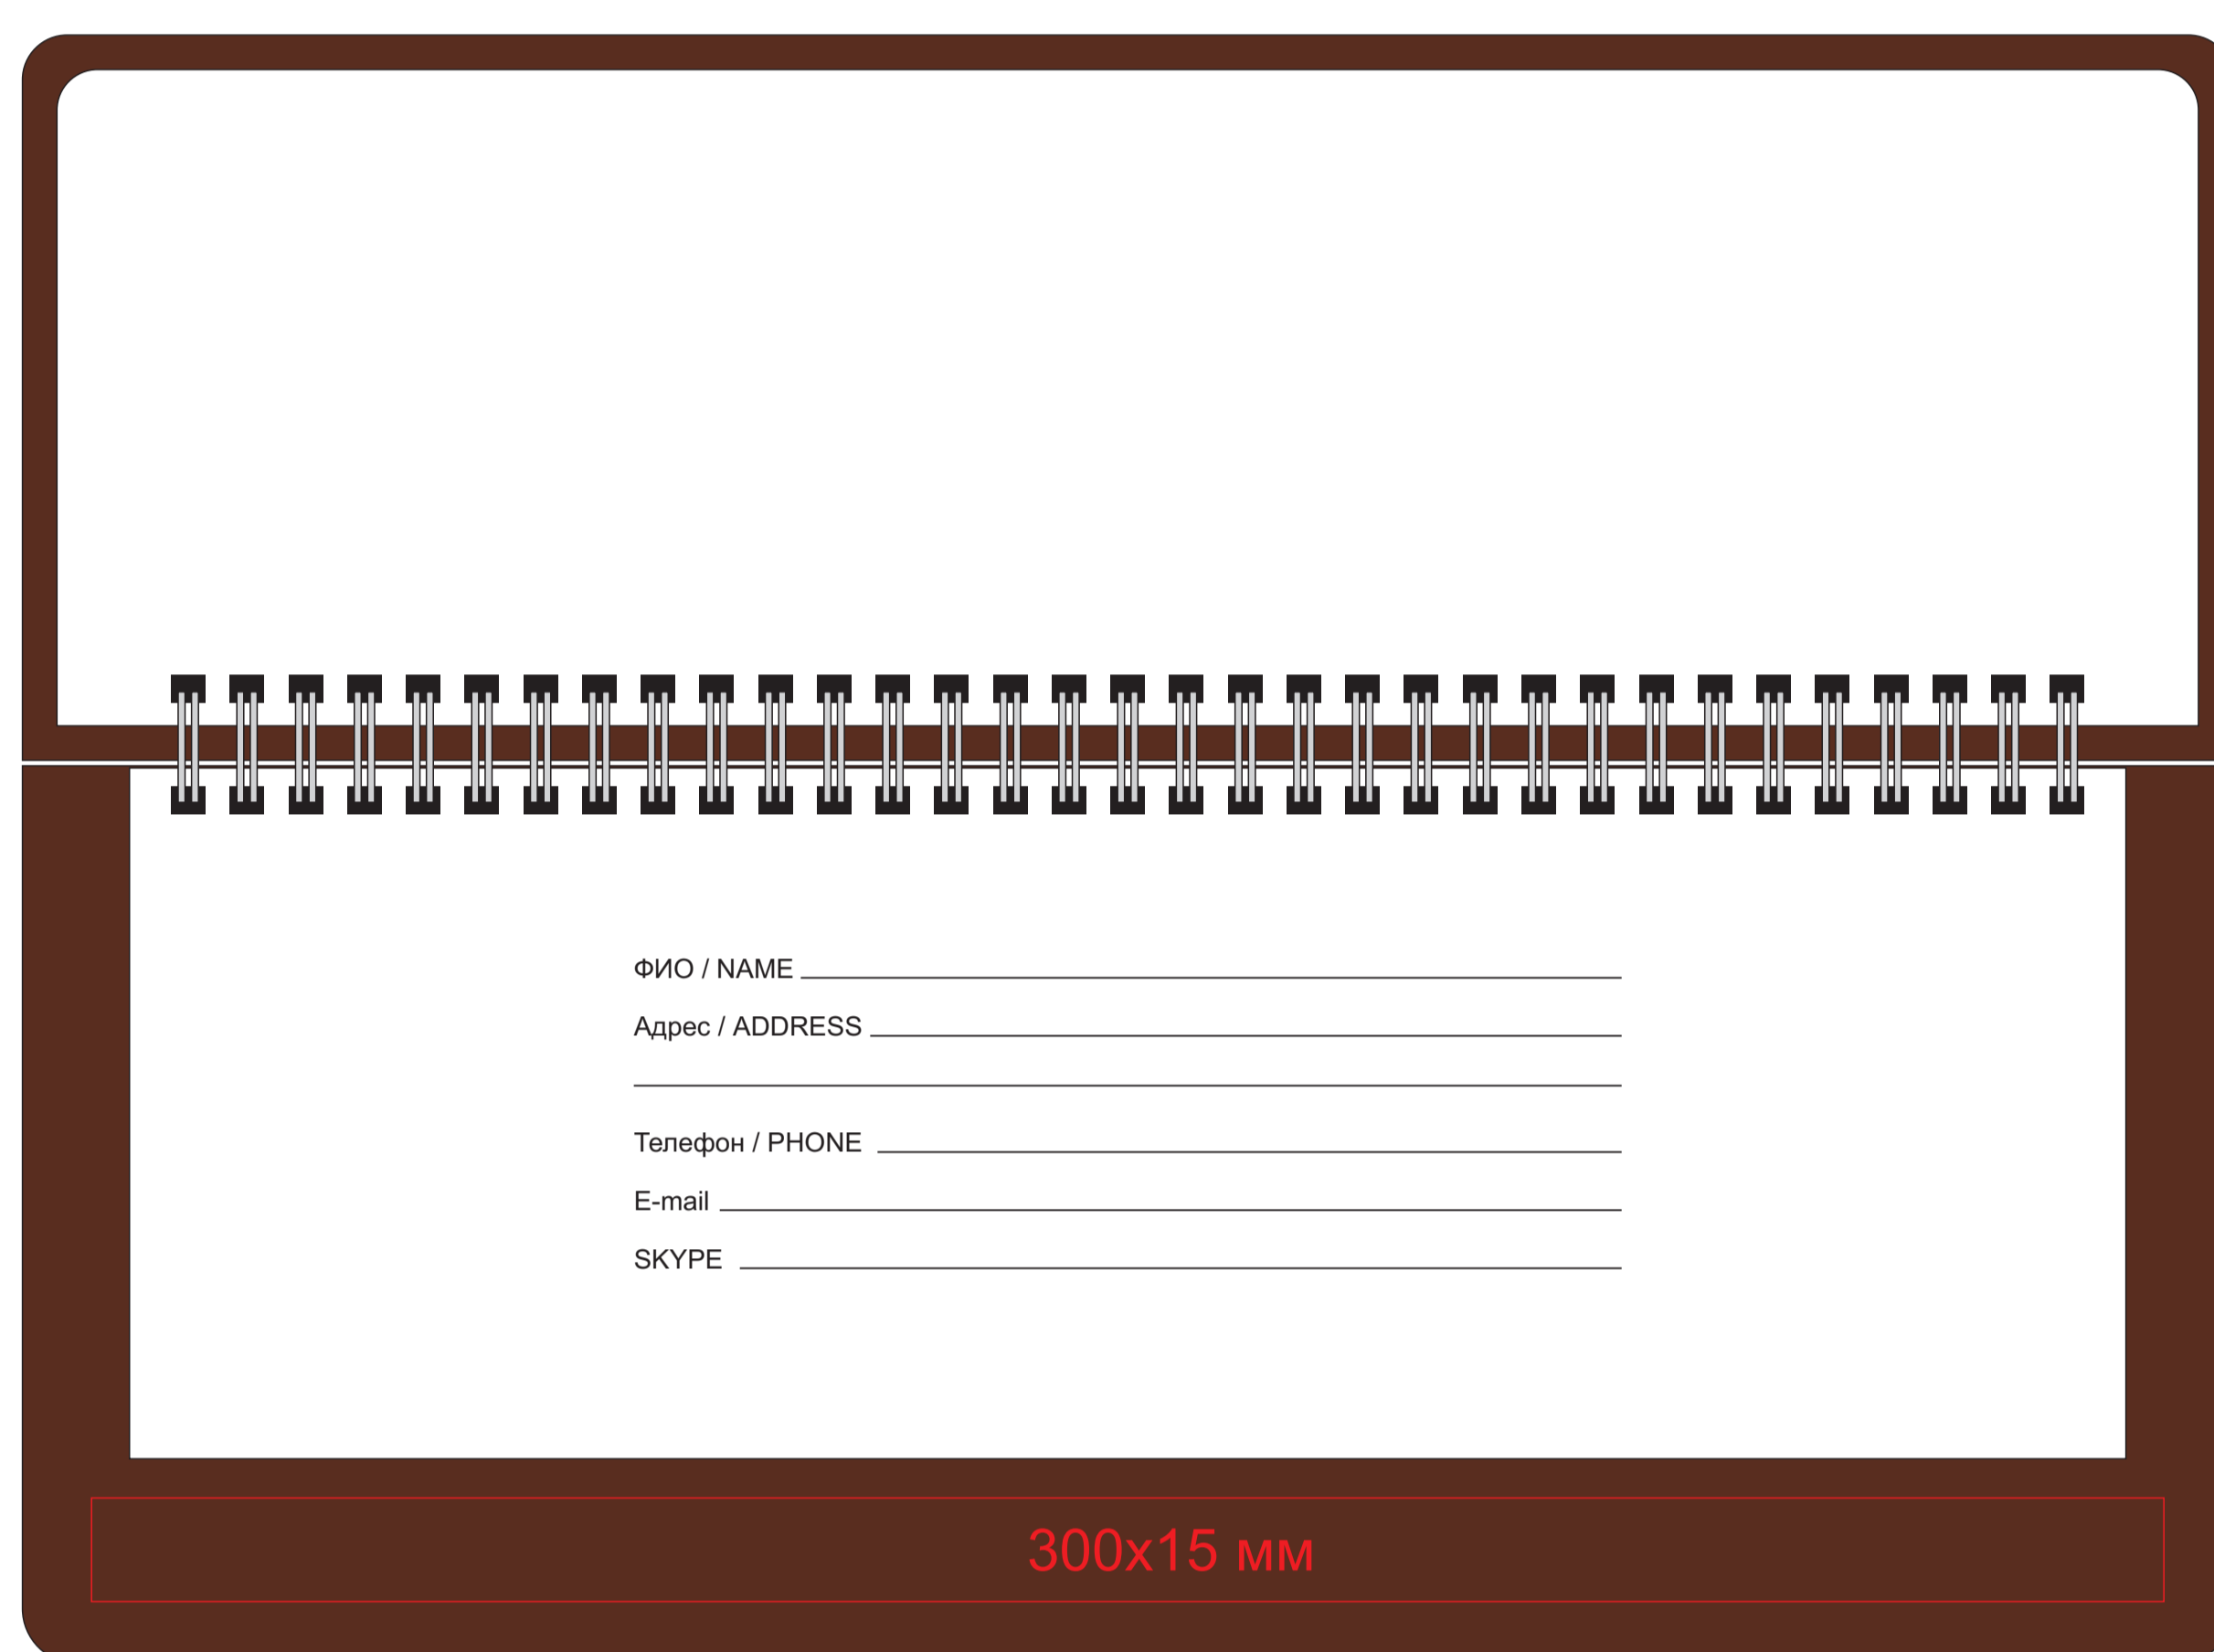 ФИО / NAME
Адрес / ADDRESS
Телефон / PHONE
E-mail
SKYPE
300x15 мм